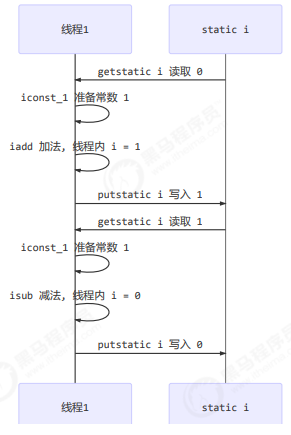 线程1 static i
getstatic i 读取 0
iconst_1 准备常数 1
iadd 加法, 线程内 i = 1
putstatic i 写入 1
getstatic i 读取 1
iconst_1 准备常数 1
isub 减法, 线程内 i = 0
putstatic i 写入 0
线程1 static i